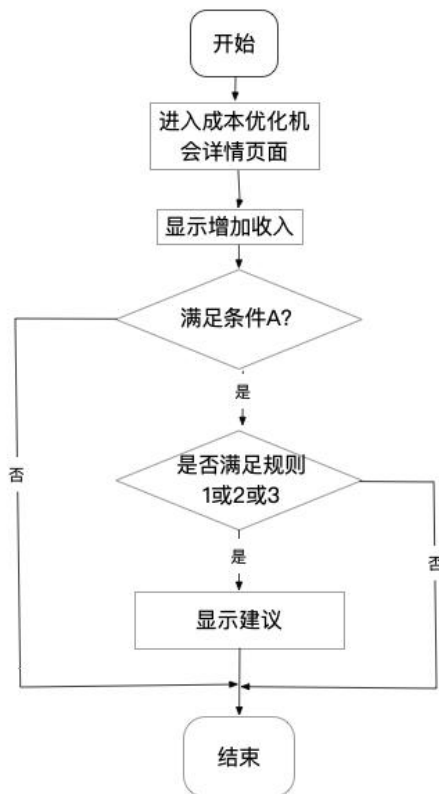 开始
进入成本优化机
会详情页面
显示增加收入
满足条件A?
是
否
是否满足规则
1或2或3
是
否
显示建议
结束